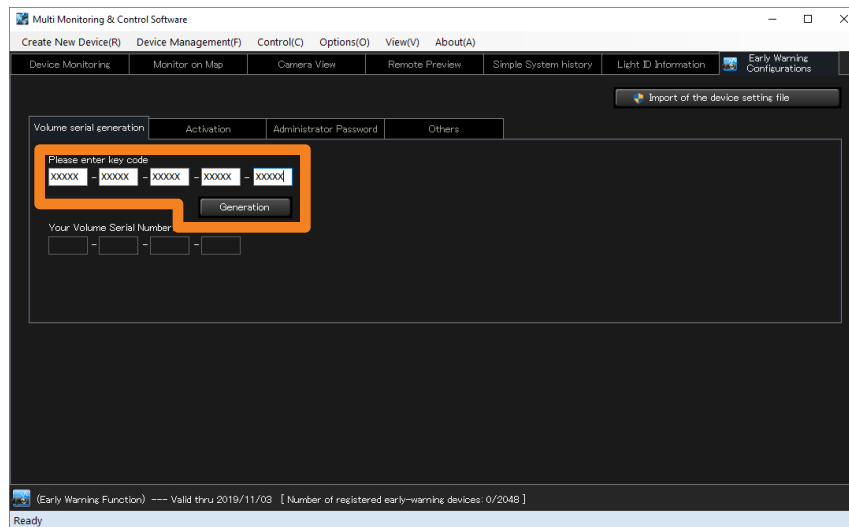 Multi Monitoring & Control Software
Create New Device(R) Device Management(F) Control(C) Options(O) View(V) About(A)
Device Monitoring Monitor on Map Camera View Remote Preview Simple System history Light ID Information Early Warning Configurations
Import of the device setting file
Volume serial generation Activation Administrator Password Others
Please enter key code
XXXXX - XXXXX - XXXXX - XXXXX - XXXXX
Generation
Your Volume Serial Number
- - -
(Early Warning Function) --- Valid thru 2019/11/03 [ Number of registered early-warning devices: 0/2048 ]
Ready